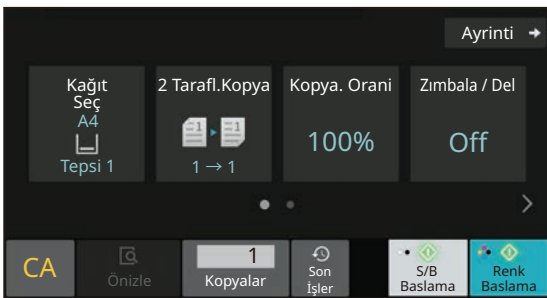 Ayrinti
Kağıt
Seç
A4
Tepsi 1
2 Tarafl.Kopya
1 → 1
Kopya. Orani
100%
Zımbala / Del
Off
CA
Önizle
1
Kopyalar
Son
İşler
S/B
Baslama
Renk
Baslama